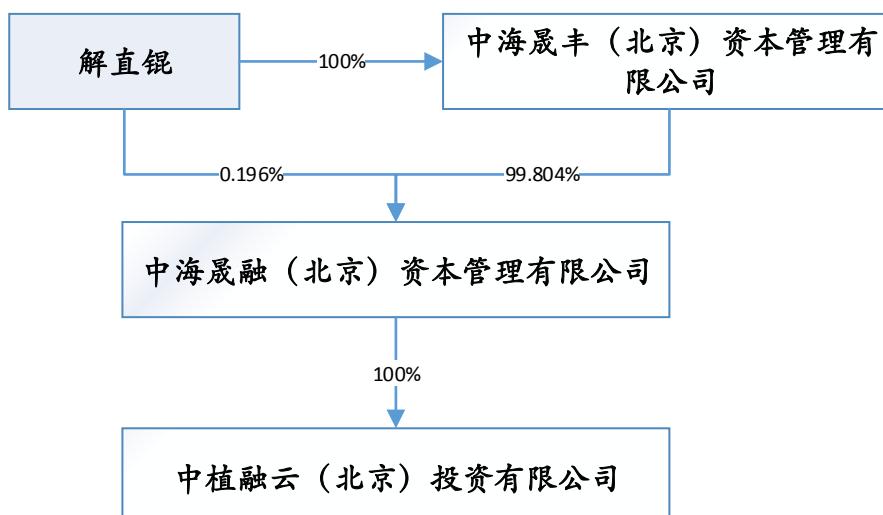 解直锟
100%
中海晟丰（北京）资本管理有
限公司
0.196%
99.804%
中海晟融（北京）资本管理有限公司
100%
中植融云（北京）投资有限公司